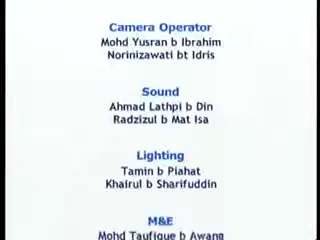 Camera Operator
Mohd Yusran b Ibrahim
Norinizawati bt Idris
Sound
Ahmad Lathpi b Din
Radzizul b Mat Isa
Lighting
Tamin b Piahat
Khairul b Sharifuddin
M&E
Mohd Taufique b Awang